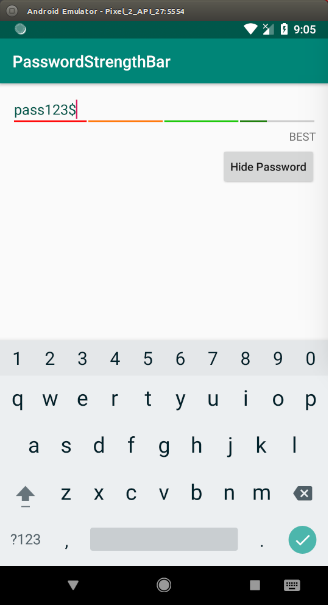 Android Emulator - Pixel_2_API_27:5554
9:05
PasswordStrengthBar
pass123$
BEST
Hide Password
1 2 3 4 5 6 7 8 9 0
q w e r t y u i o p
a s d f g h j k l
z x c v b n m
?123 , .